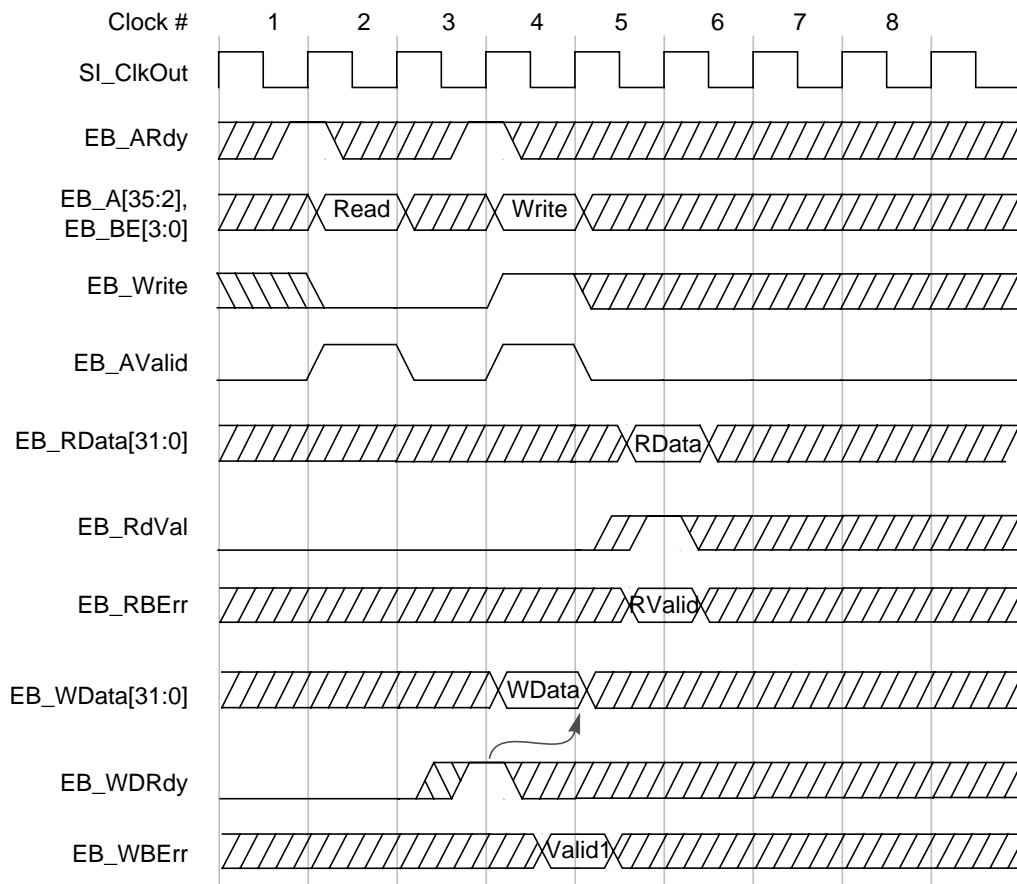 Clock # 1 2 3 4 5 6 7 8
SI_ClkOut
EB_ARdy
EB_A[35:2],
EB_BE[3:0]
Read Write
EB_Write
EB_AValid
EB_RData[31:0] RData
EB_RdVal
EB_RBErr RValid
EB_WData[31:0] WData
EB_WDRdy
EB_WBErr Valid1